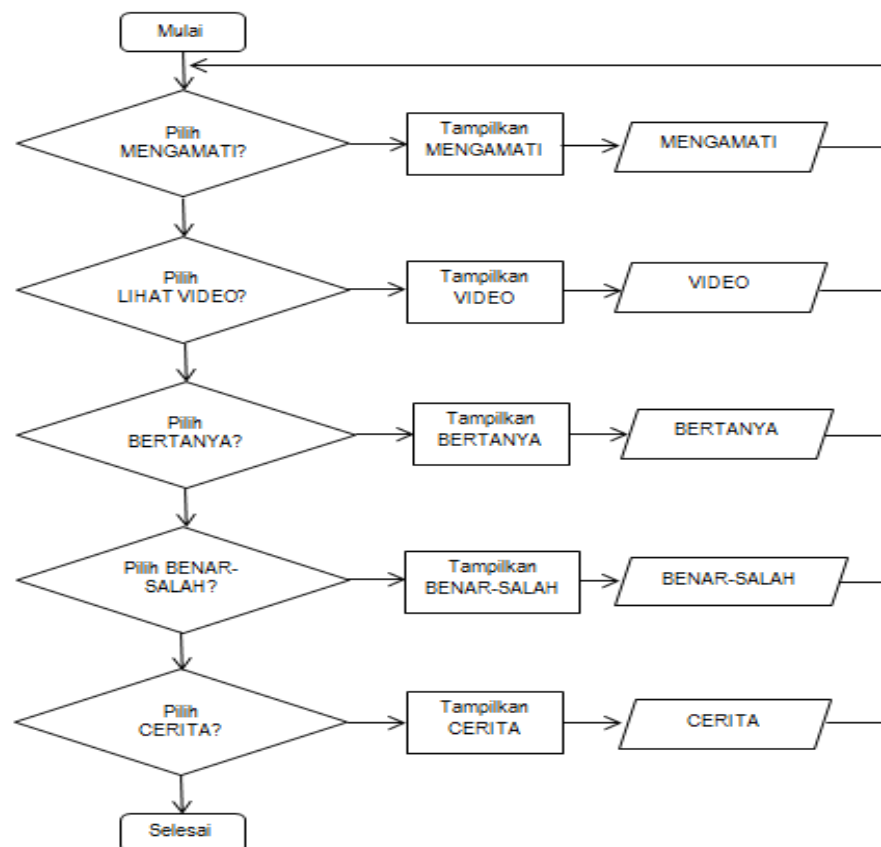 Mulai
Pilih
MENGAMATI?
Tampilkan
MENGAMATI
MENGAMATI
Pilih
LIHAT VIDEO?
Tampilkan
VIDEO
VIDEO
Pilih
BERTANYA?
Tampilkan
BERTANYA
BERTANYA
Pilih BENAR-
SALAH?
Tampilkan
BENAR-SALAH
BENAR-SALAH
Pilih
CERITA?
Tampilkan
CERITA
CERITA
Selesai